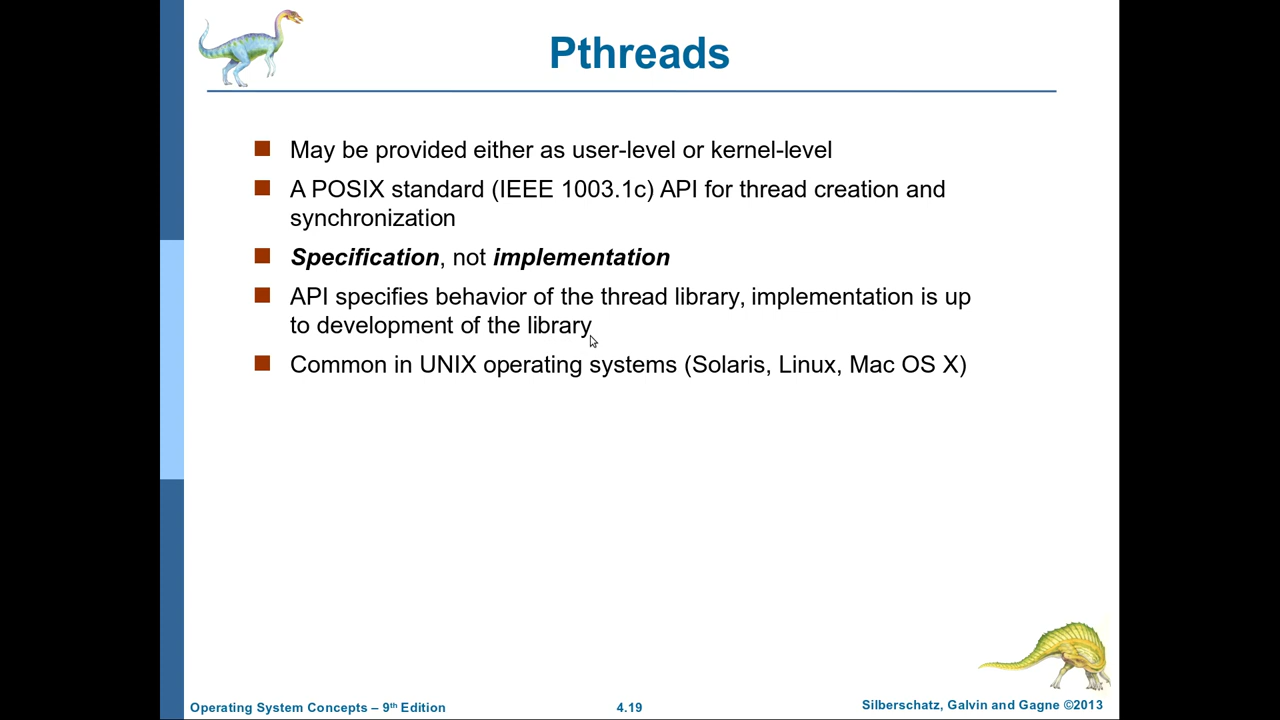 Pthreads
May be provided either as user-level or kernel-level
A POSIX standard (IEEE 1003.1c) API for thread creation and
synchronization
Specification, not implementation
API specifies behavior of the thread library, implementation is up
to development of the library
Common in UNIX operating systems (Solaris, Linux, Mac OS X)
Operating System Concepts – 9th Edition
4.19
Silberschatz, Galvin and Gagne ©2013